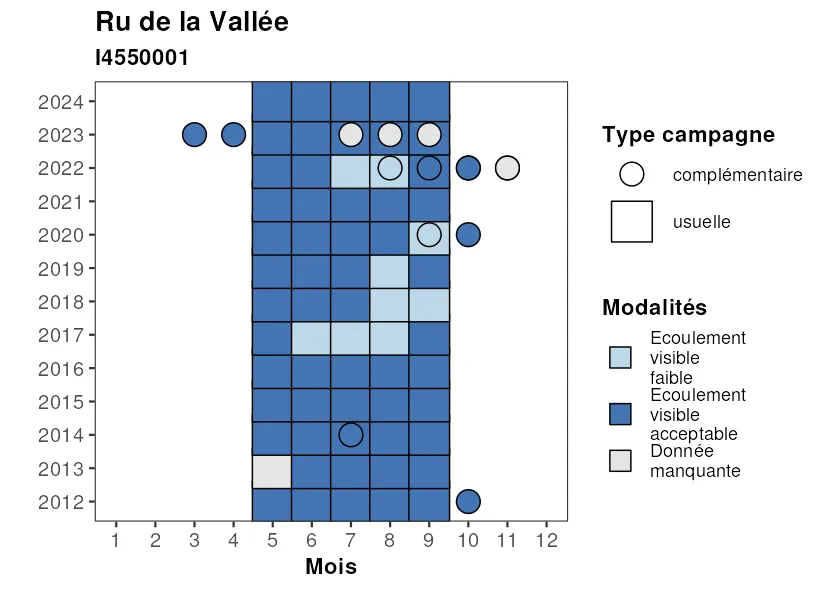 Ru de la Vallée
I4550001
2024
2023
2022
2021
2020
2019
2018
2017
2016
2015
2014
2013
2012
1 2 3 4 5 6 7 8 9 10 11 12
Mois
Type campagne
complémentaire
usuelle
Modalités
Ecoulement
visible
faible
Ecoulement
visible
acceptable
Donnée
manquante